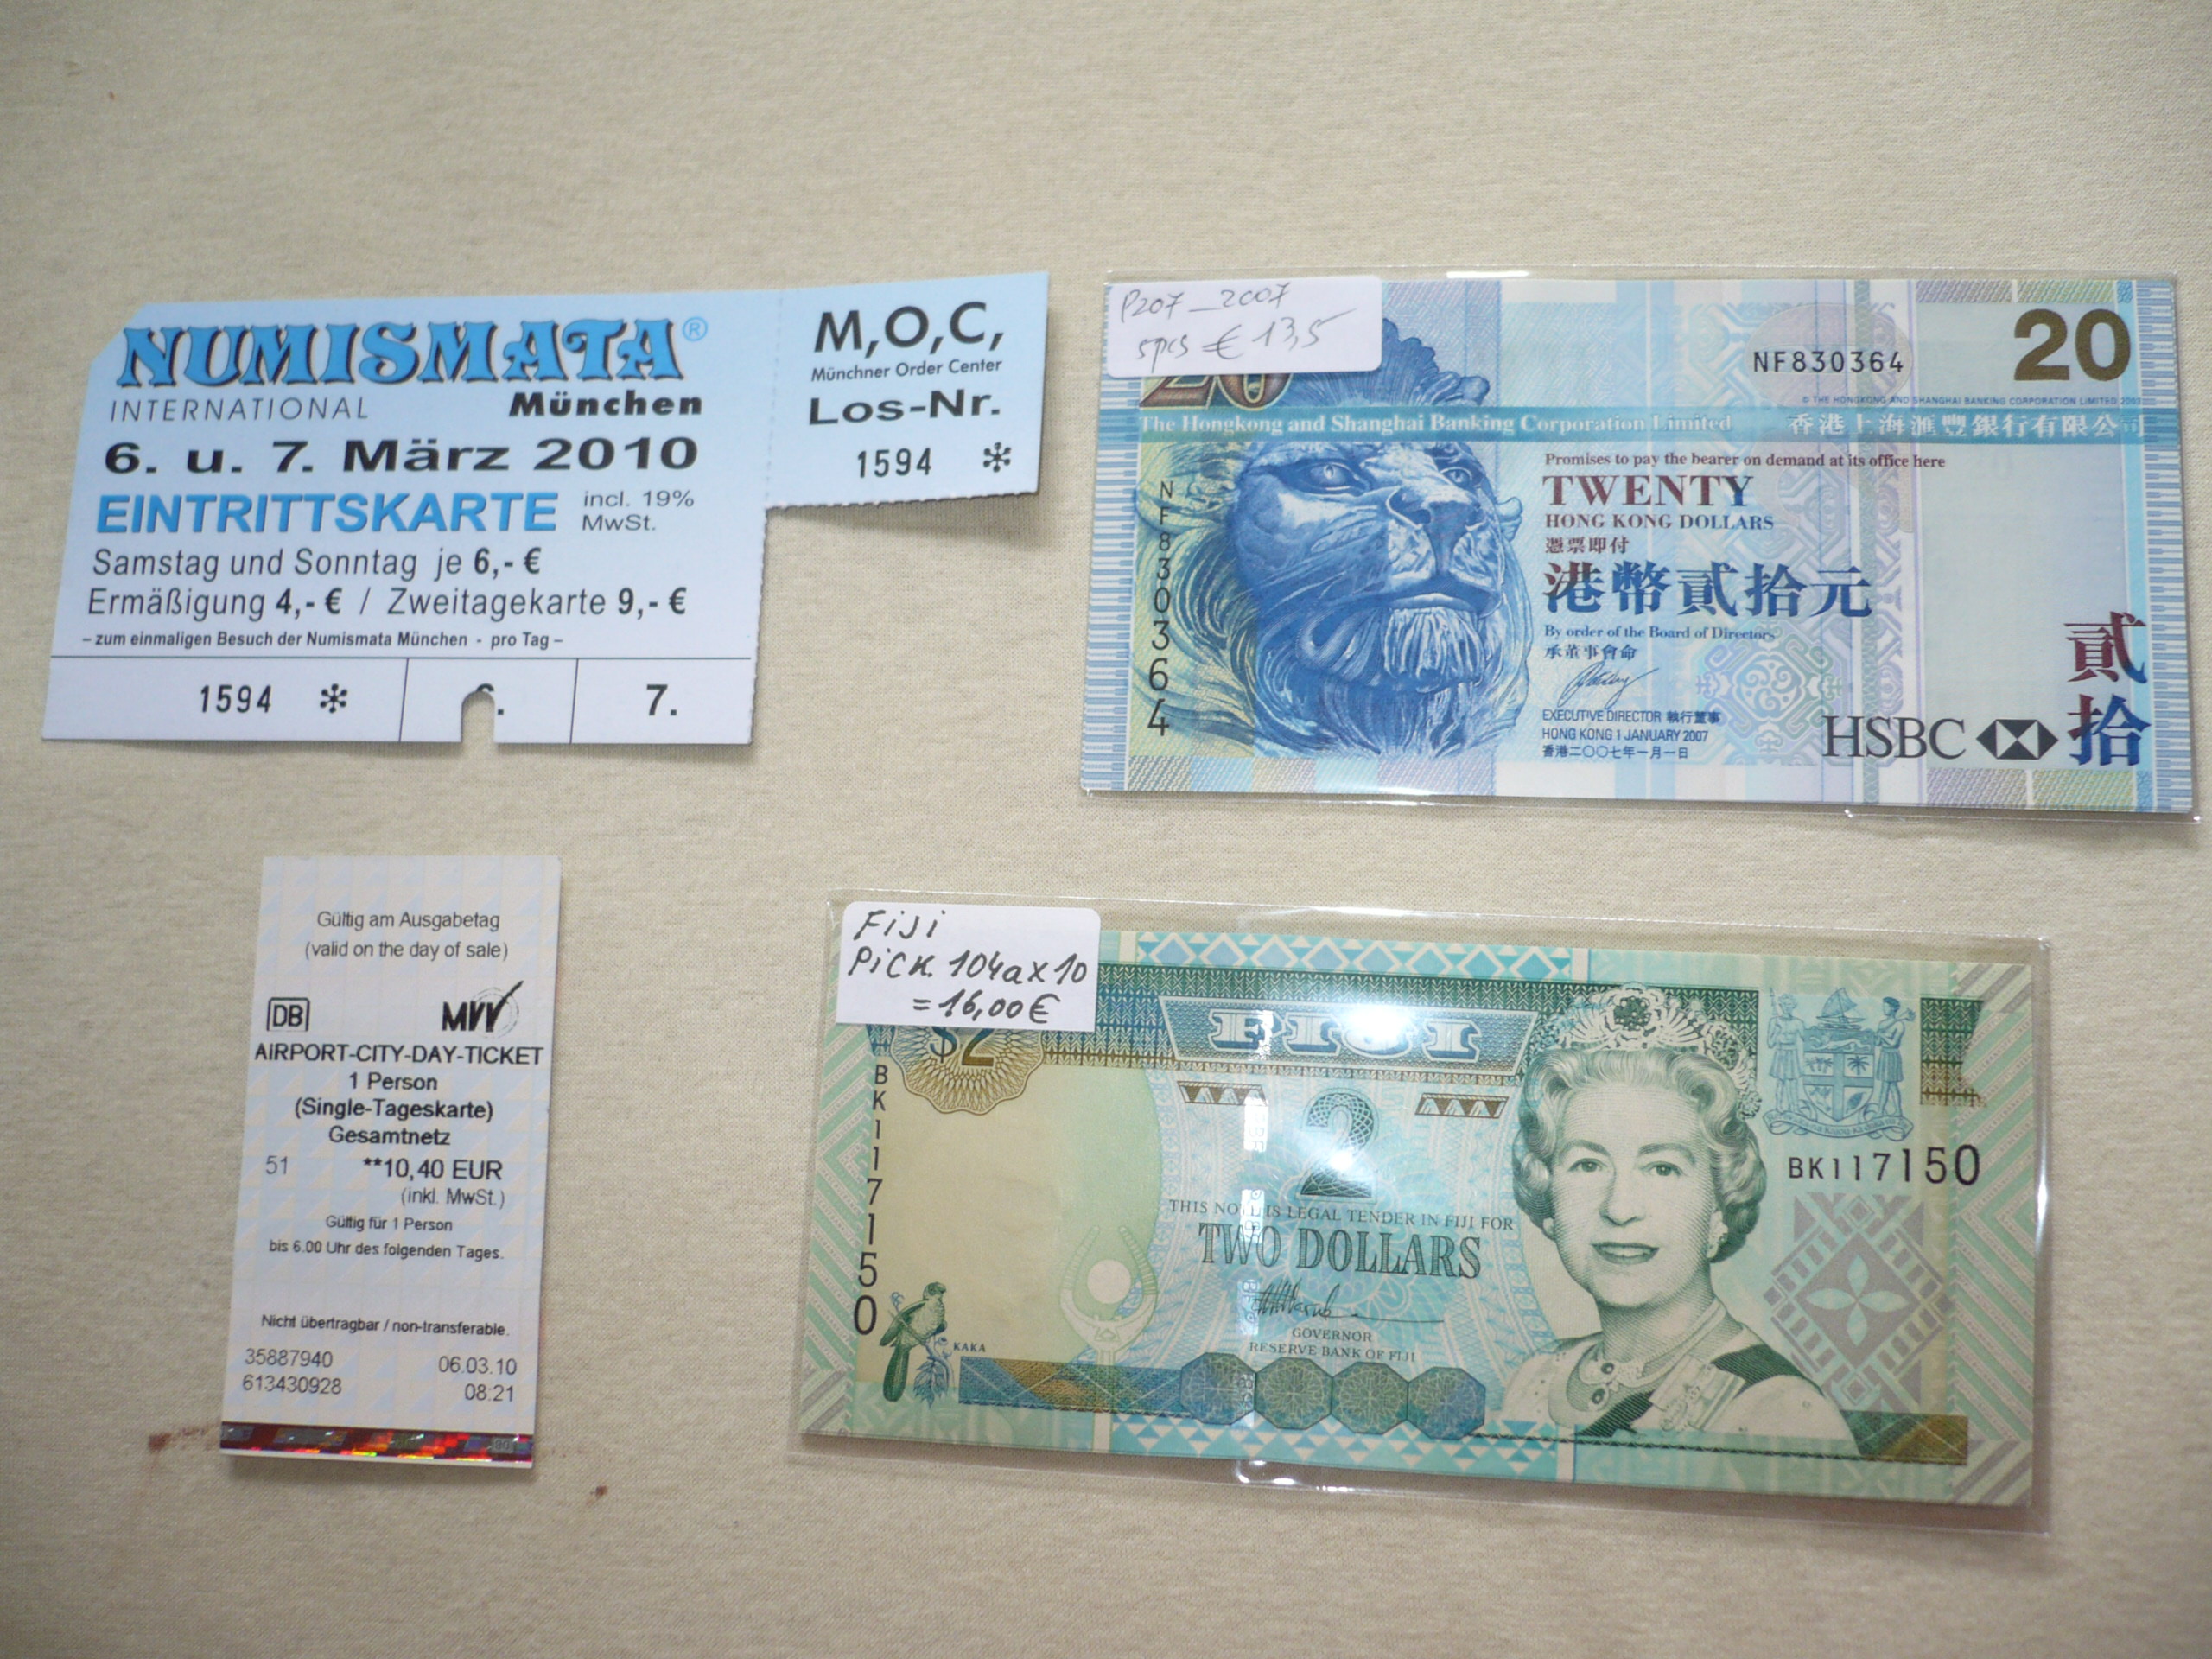 NUMISMATA®
INTERNATIONAL München
6. u. 7. März 2010
EINTRITTSKARTE incl. 19% MwSt.
Samstag und Sonntag je 6,- €
Ermäßigung 4,- € / Zweitagekarte 9,- €
– zum einmaligen Besuch der Numismata München - pro Tag –
1594 * 7.
M,O,C,
Münchner Order Center
Los-Nr.
1594 *
P207_2007
5pcs € 13,5
20
NF830364
20
© THE HONGKONG AND SHANGHAI BANKING CORPORATION LIMITED
The Hongkong and Shanghai Banking Corporation Limited 香港上海滙豐銀行有限公司
Promises to pay the bearer on demand at its office here
TWENTY
HONG KONG DOLLARS
憑票即付
港幣貳拾元
By order of the Board of Directors
承董事會命
EXECUTIVE DIRECTOR 執行董事
HONG KONG 1 JANUARY 2007
香港二〇〇七年一月一日
NF830364
HSBC
貳拾
Gültig am Ausgabetag
(valid on the day of sale)
DB MVV
AIRPORT-CITY-DAY-TICKET
1 Person
(Single-Tageskarte)
Gesamtnetz
51 **10,40 EUR
(inkl. MwSt.)
Gültig für 1 Person
bis 6.00 Uhr des folgenden Tages.
Nicht übertragbar / non-transferable.
35887940 06.03.10
613430928 08:21
FiJi
PiCK. 104a x 10
= 16,00 €
$2
FIJI
2
BK117150
BK117150
THIS NOTE IS LEGAL TENDER IN FIJI FOR
TWO DOLLARS
GOVERNOR
RESERVE BANK OF FIJI
KAKA